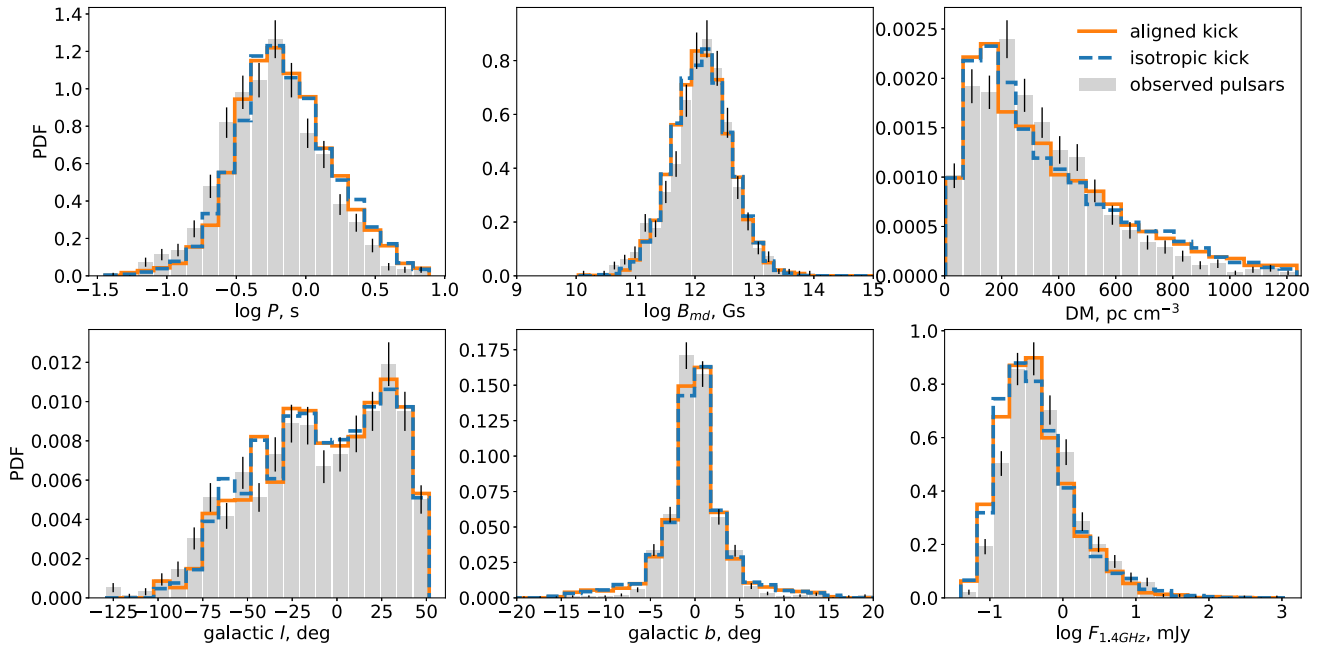 PDF
1.4
1.2
1.0
0.8
0.6
0.4
0.2
0.0
−1.5 −1.0 −0.5 0.0 0.5 1.0
log P, s
0.8
0.6
0.4
0.2
0.0
9 10 11 12 13 14 15
log B_md, Gs
0.0025
0.0020
0.0015
0.0010
0.0005
0.0000
0 200 400 600 800 1000 1200
DM, pc cm⁻³
aligned kick
isotropic kick
observed pulsars
PDF
0.012
0.010
0.008
0.006
0.004
0.002
0.000
−125 −100 −75 −50 −25 0 25 50
galactic l, deg
0.175
0.150
0.125
0.100
0.075
0.050
0.025
0.000
−20 −15 −10 −5 0 5 10 15 20
galactic b, deg
1.0
0.8
0.6
0.4
0.2
0.0
−1 0 1 2 3
log F_1.4GHz, mJy